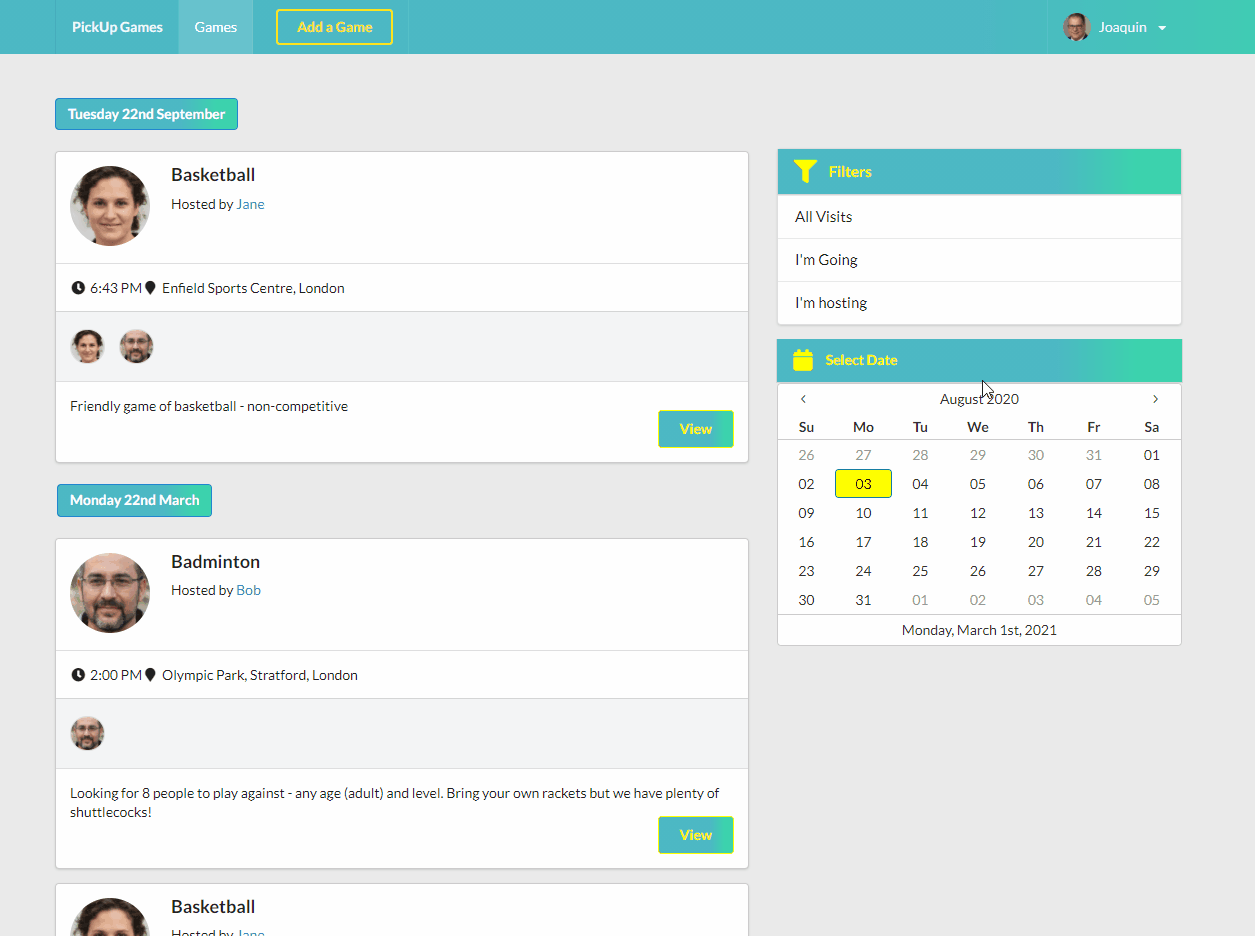 PickUp Games
Games
Add a Game
Joaquin
Tuesday 22nd September
Basketball
Hosted by Jane
6:43 PM Enfield Sports Centre, London
Friendly game of basketball - non-competitive
View
Monday 22nd March
Badminton
Hosted by Bob
2:00 PM Olympic Park, Stratford, London
Looking for 8 people to play against - any age (adult) and level. Bring your own rackets but we have plenty of
shuttlecocks!
View
Basketball
Hosted by Jane
Filters
All Visits
I'm Going
I'm hosting
Select Date
‹ August 2020 ›
Su Mo Tu We Th Fr Sa
26 27 28 29 30 31 01
02 03 04 05 06 07 08
09 10 11 12 13 14 15
16 17 18 19 20 21 22
23 24 25 26 27 28 29
30 31 01 02 03 04 05
Monday, March 1st, 2021